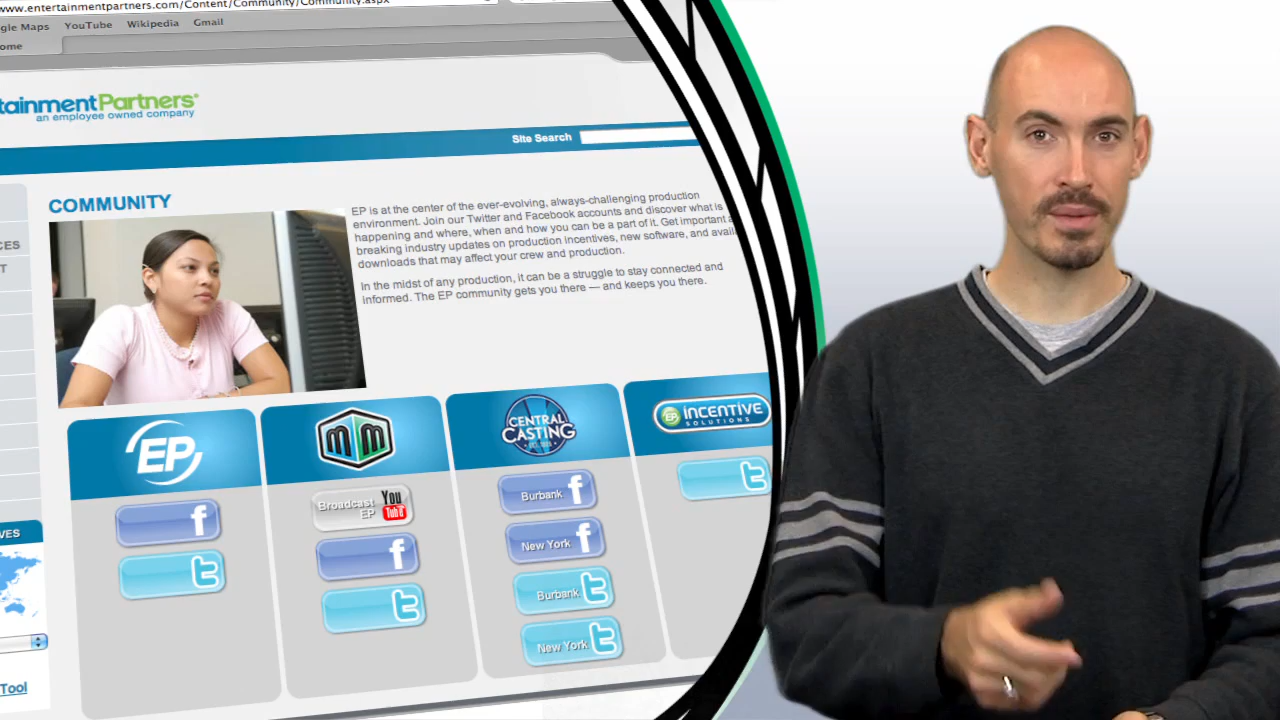 www.entertainmentpartners.com/Content/Community/Community.aspx
gle Maps YouTube Wikipedia Gmail
ome
tainmentPartners
an employee owned company
Site Search
COMMUNITY
EP is at the center of the ever-evolving, always-challenging production
environment. Join our Twitter and Facebook accounts and discover what is
happening and where, when and how you can be a part of it. Get important a
breaking industry updates on production incentives, new software, and avail
downloads that may affect your crew and production.
In the midst of any production, it can be a struggle to stay connected and
informed. The EP community gets you there — and keeps you there.
CES
T
EP
MM
CENTRAL
CASTING
EP INCENTIVE
SOLUTIONS
Broadcast
EP
You
Tube
f
t
f
t
Burbank f
New York f
Burbank t
New York t
t
VES
Tool